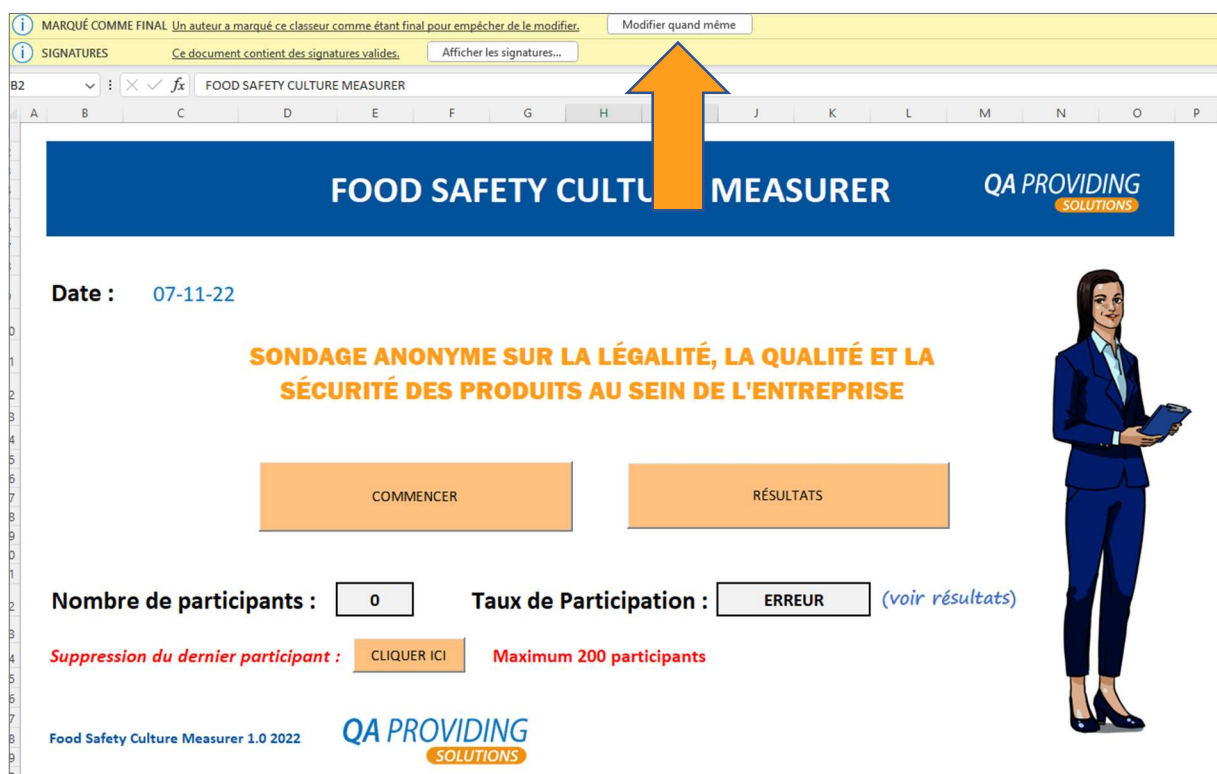 MARQUÉ COMME FINAL Un auteur a marqué ce classeur comme étant final pour empêcher de le modifier. Modifier quand même
SIGNATURES Ce document contient des signatures valides. Afficher les signatures...
B2 fx FOOD SAFETY CULTURE MEASURER
A B C D E F G H J K L M N O P
FOOD SAFETY CULTU MEASURER
QA PROVIDING
SOLUTIONS
Date : 07-11-22
SONDAGE ANONYME SUR LA LÉGALITÉ, LA QUALITÉ ET LA
SÉCURITÉ DES PRODUITS AU SEIN DE L'ENTREPRISE
COMMENCER RÉSULTATS
Nombre de participants : 0 Taux de Participation : ERREUR (voir résultats)
Suppression du dernier participant : CLIQUER ICI Maximum 200 participants
Food Safety Culture Measurer 1.0 2022
QA PROVIDING
SOLUTIONS